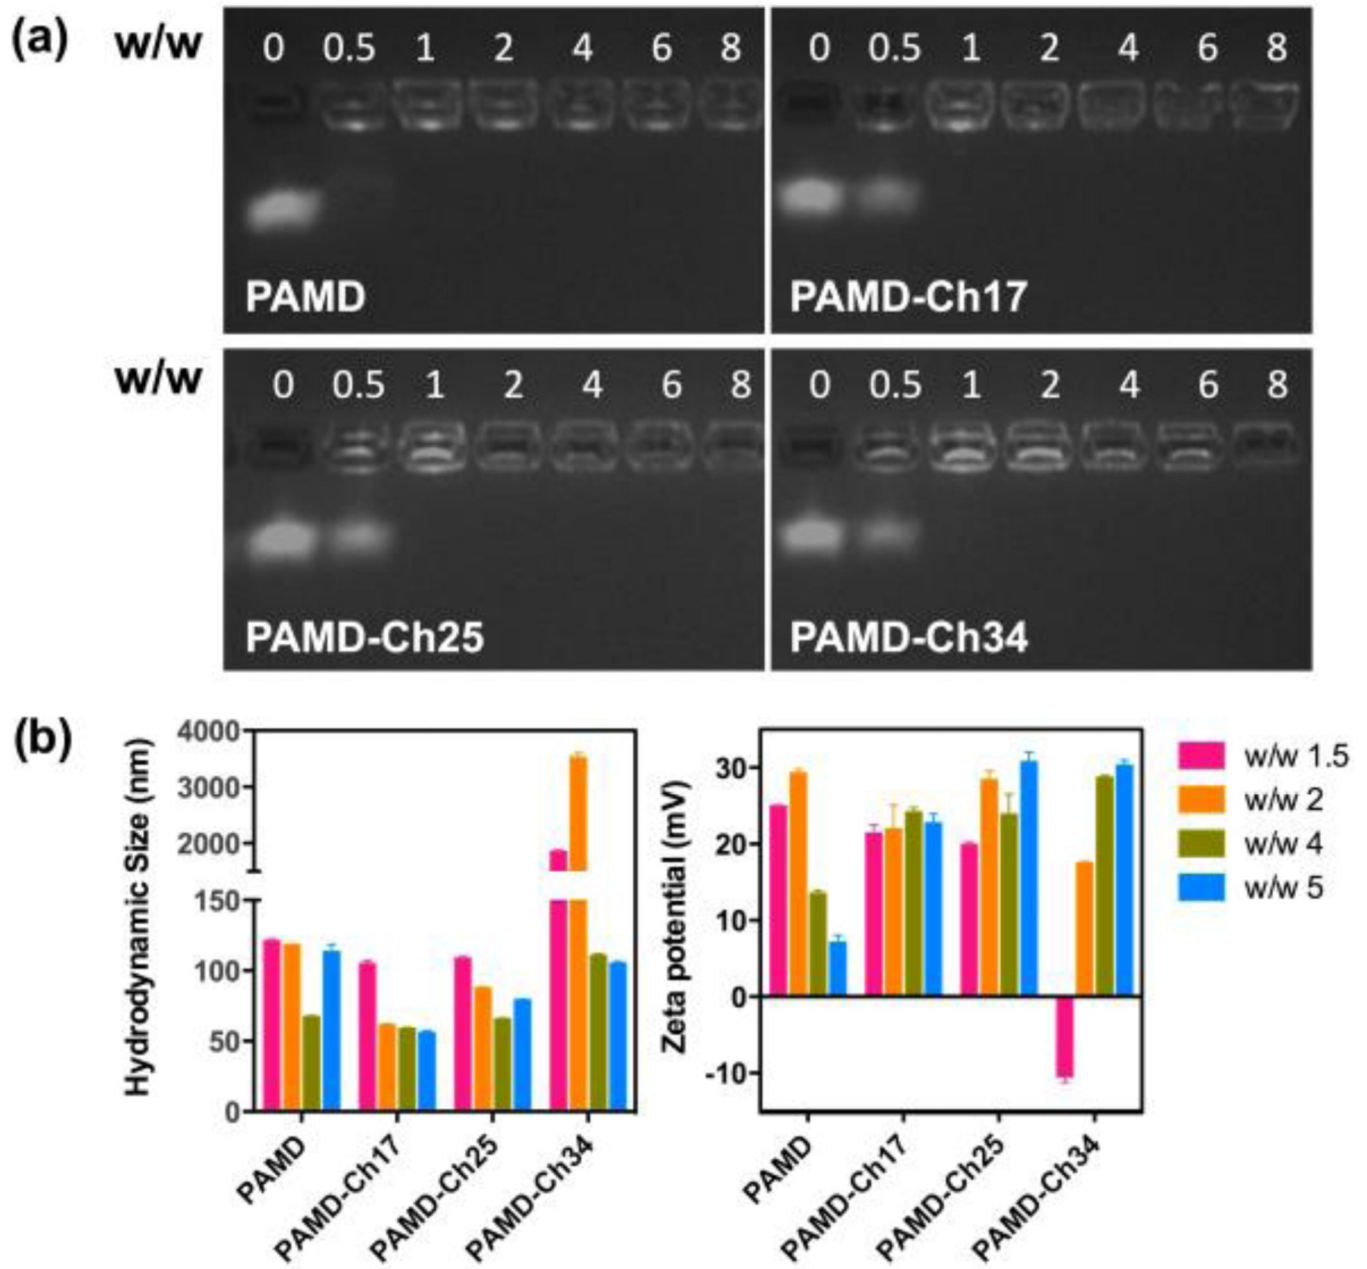 (a)
w/w 0 0.5 1 2 4 6 8 0 0.5 1 2 4 6 8
PAMD PAMD-Ch17
w/w 0 0.5 1 2 4 6 8 0 0.5 1 2 4 6 8
PAMD-Ch25 PAMD-Ch34
(b)
Hydrodynamic Size (nm)
4000
3000
2000
150
100
50
0
PAMD
PAMD-Ch17
PAMD-Ch25
PAMD-Ch34
Zeta potential (mV)
30
20
10
0
-10
PAMD
PAMD-Ch17
PAMD-Ch25
PAMD-Ch34
w/w 1.5
w/w 2
w/w 4
w/w 5